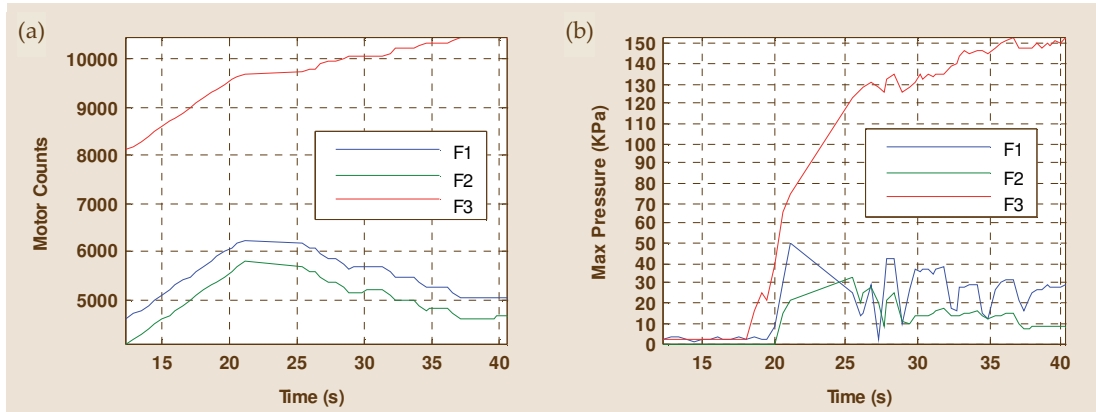 (a)
10000
9000
8000
7000
6000
5000
Motor Counts
F1
F2
F3
15 20 25 30 35 40
Time (s)
(b)
150
140
130
120
110
100
90
80
70
60
50
40
30
20
10
0
Max Pressure (KPa)
F1
F2
F3
15 20 25 30 35 40
Time (s)